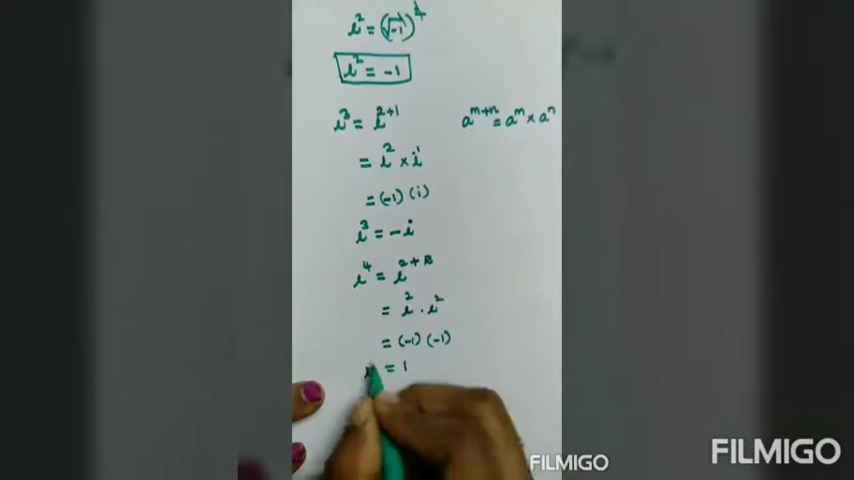 i² = (√-1)
i² = -1
i³ = i²⁺¹    aᵐ⁺ⁿ = aᵐ × aⁿ
= i² × i¹
= (-1) (i)
i³ = -i
i⁴ = i²⁺²
= i² . i²
= (-1) (-1)
i = 1
FILMIGO
FILMIGO